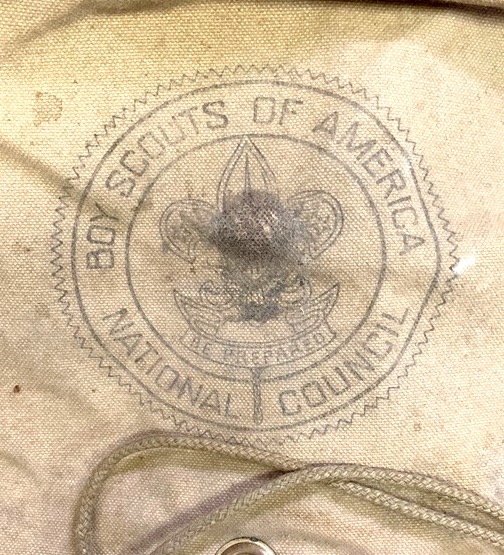 BOY SCOUTS OF AMERICA
BE PREPARED
NATIONAL COUNCIL